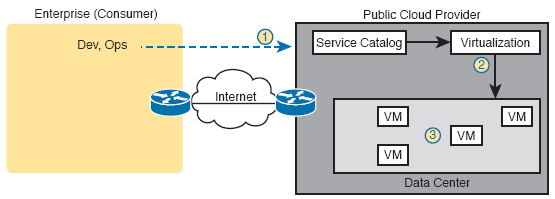 Enterprise (Consumer)
Public Cloud Provider
Dev, Ops
1
Service Catalog
Virtualization
2
Internet
VM
VM
3
VM
VM
Data Center